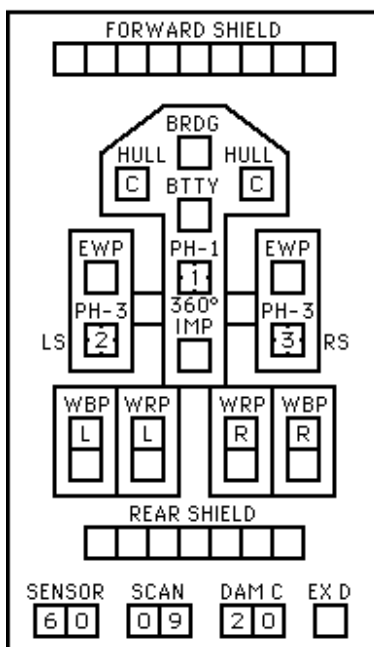 FORWARD SHIELD
BRDG
HULL HULL
C C
BTTY
EWP PH-1 EWP
1
PH-3 360° PH-3
LS 2 IMP 3 RS
WBP WRP WRP WBP
L L R R
REAR SHIELD
SENSOR SCAN DAM C EX D
6 0 0 9 2 0